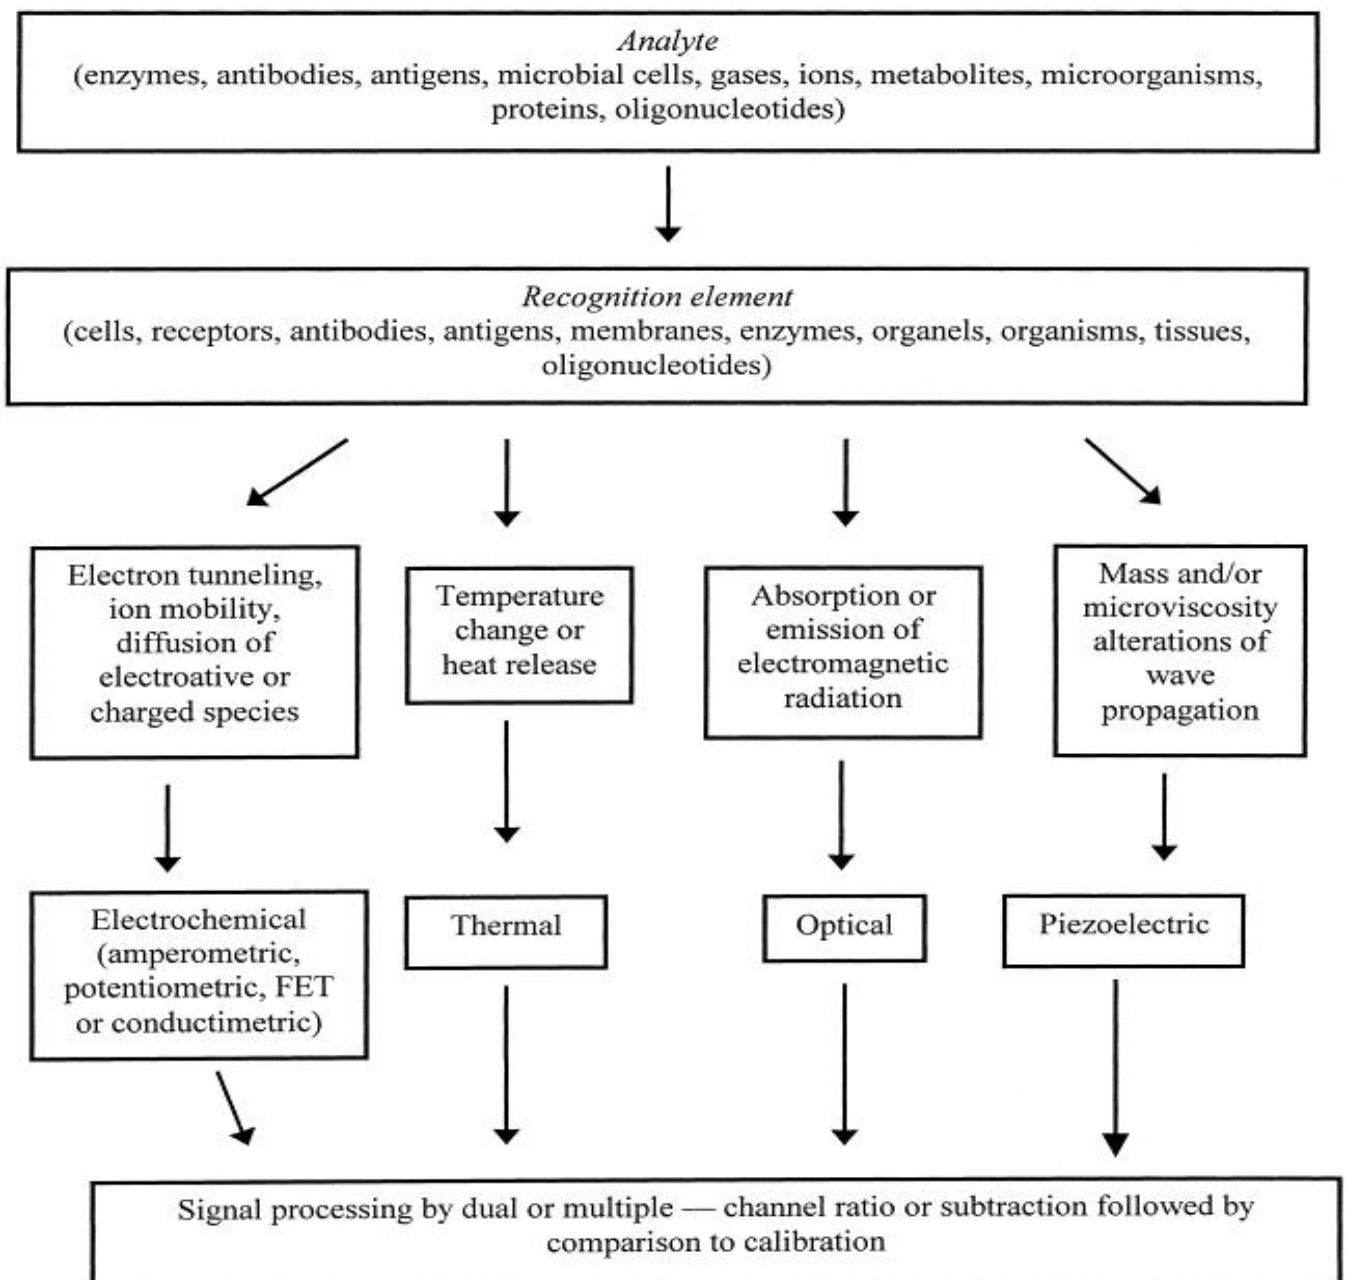 Analyte
(enzymes, antibodies, antigens, microbial cells, gases, ions, metabolites, microorganisms,
proteins, oligonucleotides)
Recognition element
(cells, receptors, antibodies, antigens, membranes, enzymes, organels, organisms, tissues,
oligonucleotides)
Electron tunneling,
ion mobility,
diffusion of
electroative or
charged species
Temperature
change or
heat release
Absorption or
emission of
electromagnetic
radiation
Mass and/or
microviscosity
alterations of
wave
propagation
Electrochemical
(amperometric,
potentiometric, FET
or conductimetric)
Thermal
Optical
Piezoelectric
Signal processing by dual or multiple — channel ratio or subtraction followed by
comparison to calibration